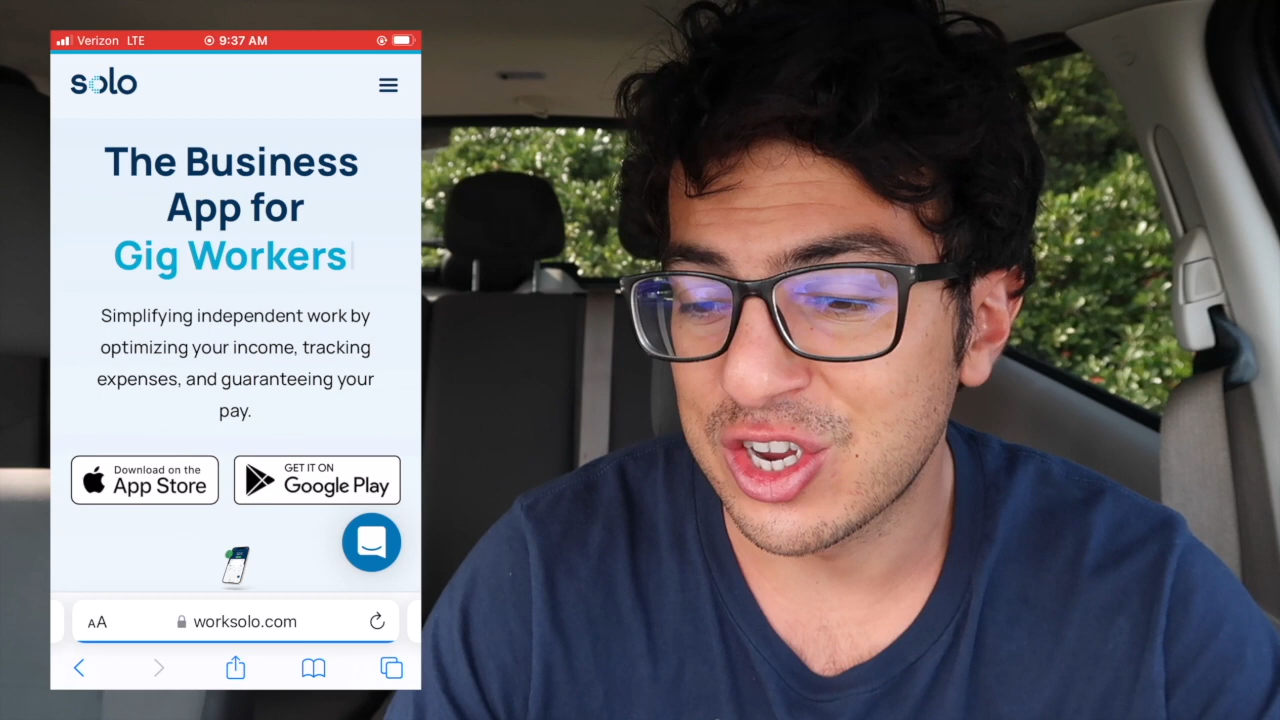 Verizon LTE 9:37 AM
solo
The Business
App for
Gig Workers
Simplifying independent work by
optimizing your income, tracking
expenses, and guaranteeing your
pay.
Download on the
App Store
GET IT ON
Google Play
AA worksolo.com